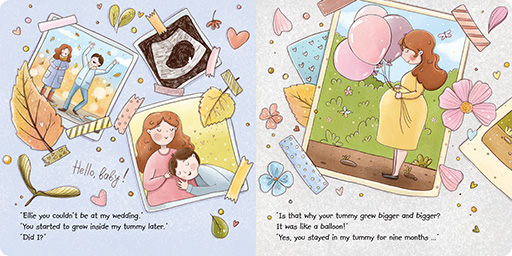 Hello, baby!
'Ellie you couldn't be at my wedding.'
'You started to grow inside my tummy later.'
'Did I?'
'Is that why your tummy grew bigger and bigger?
It was like a balloon!'
'Yes, you stayed in my tummy for nine months ...'